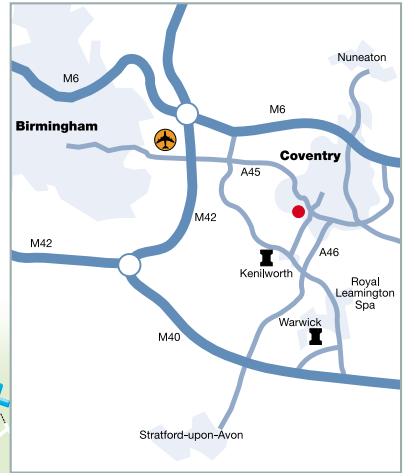 Nuneaton
M6
M6
Birmingham
Coventry
A45
M42
M42
A46
Kenilworth
Royal
Leamington
Spa
Warwick
M40
Stratford-upon-Avon